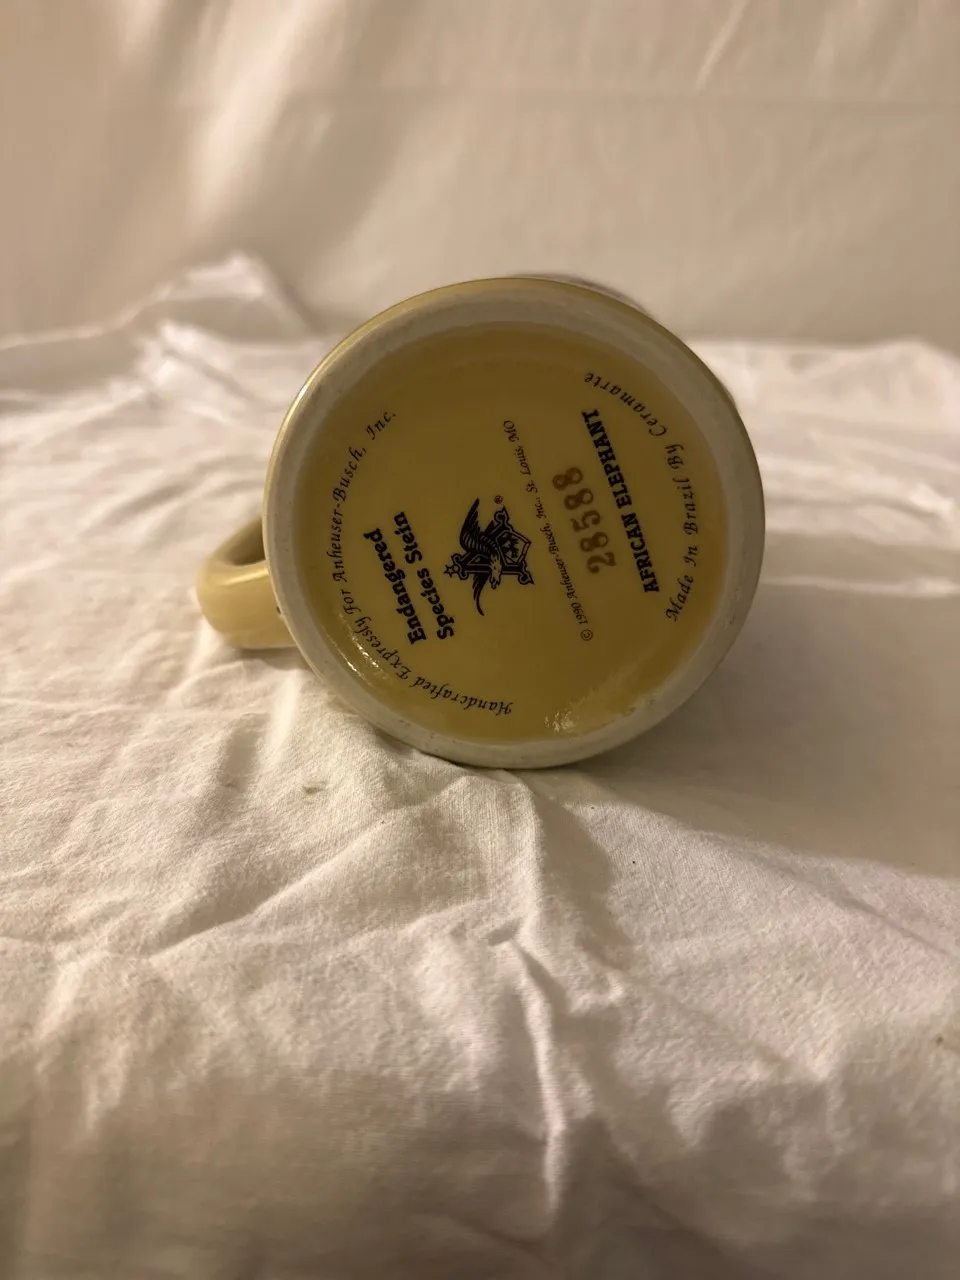 Handcrafted Expressly for Anheuser-Busch, Inc.
Endangered
Species Stein
®
© 1990 Anheuser-Busch, Inc., St. Louis, MO
28588
AFRICAN ELEPHANT
Made In Brazil By Ceramarte